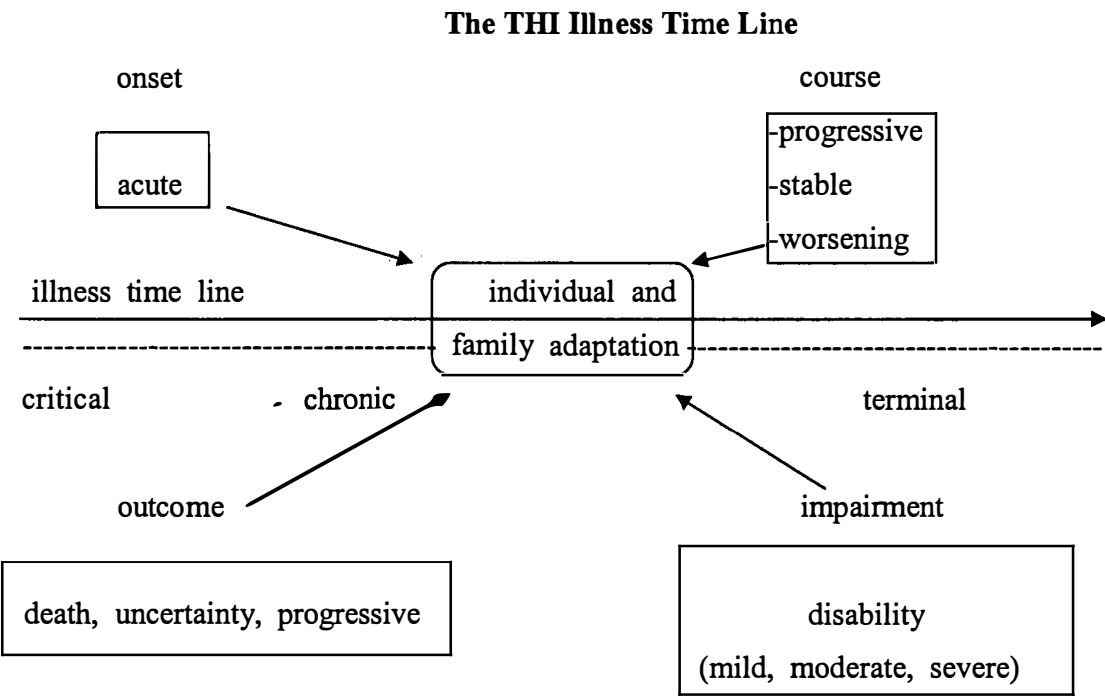 The THI Illness Time Line
onset
course
acute
-progressive
-stable
-worsening
illness time line
individual and
family adaptation
critical
- chronic
terminal
outcome
impairment
death, uncertainty, progressive
disability
(mild, moderate, severe)